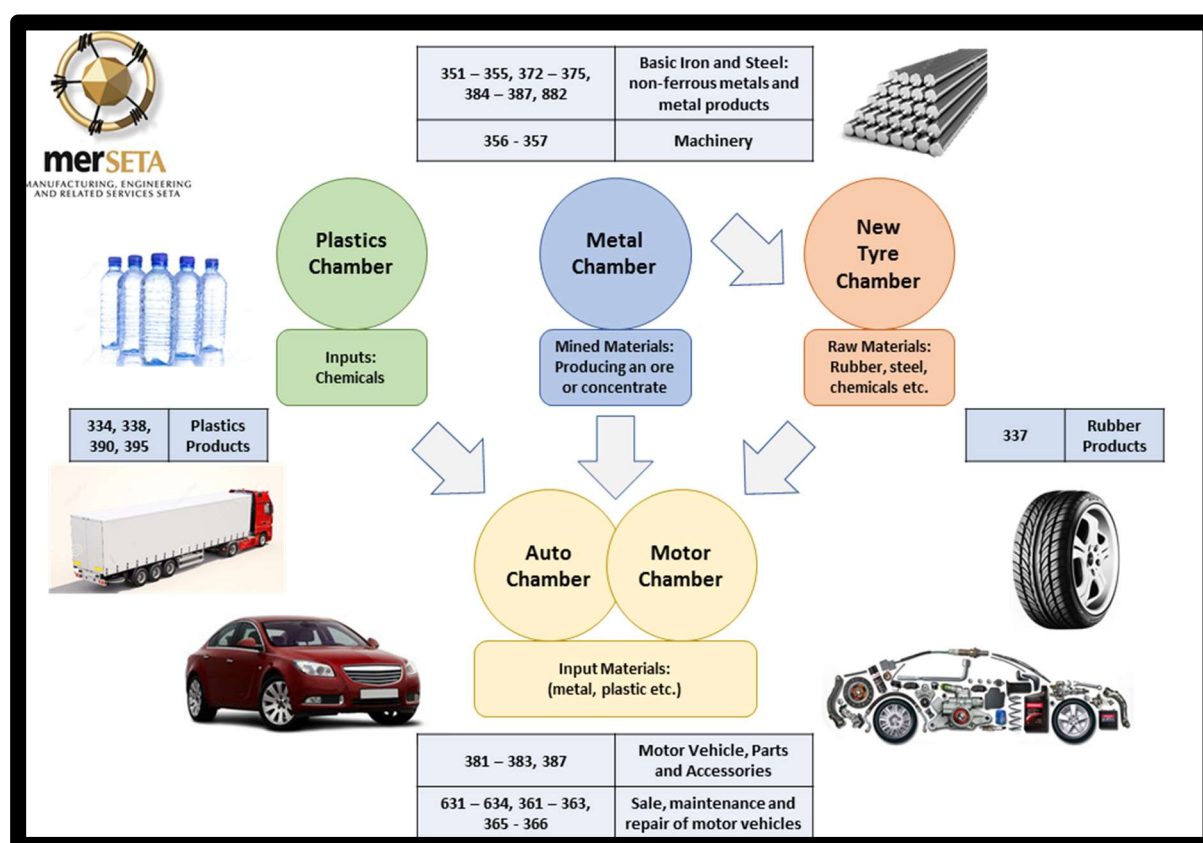 351 – 355, 372 – 375,
384 – 387, 882
Basic Iron and Steel:
non-ferrous metals and
metal products
356 - 357
Machinery
merSETA
MANUFACTURING, ENGINEERING
AND RELATED SERVICES SETA
Plastics
Chamber
Metal
Chamber
New
Tyre
Chamber
Inputs:
Chemicals
Mined Materials:
Producing an ore
or concentrate
Raw Materials:
Rubber, steel,
chemicals etc.
334, 338,
390, 395
Plastics
Products
337
Rubber
Products
Auto
Chamber
Motor
Chamber
Input Materials:
(metal, plastic etc.)
381 – 383, 387
Motor Vehicle, Parts
and Accessories
631 – 634, 361 – 363,
365 - 366
Sale, maintenance and
repair of motor vehicles